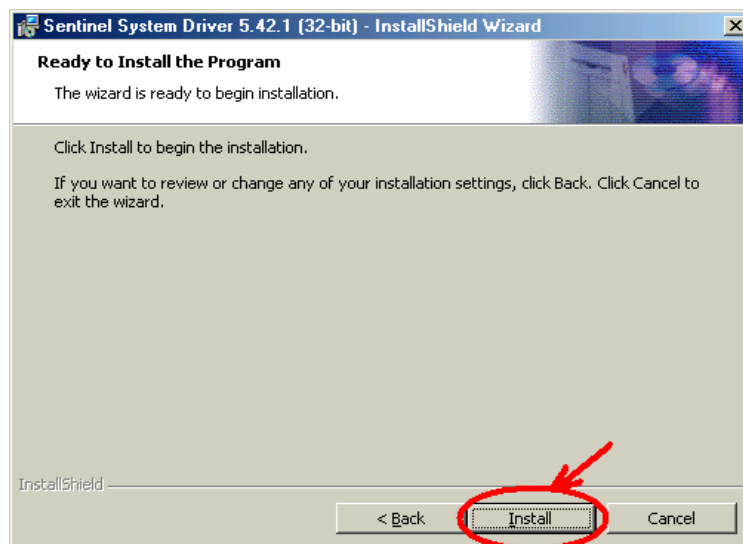 Sentinel System Driver 5.42.1 (32-bit) - InstallShield Wizard
Ready to Install the Program
The wizard is ready to begin installation.
Click Install to begin the installation.
If you want to review or change any of your installation settings, click Back. Click Cancel to
exit the wizard.
InstallShield
< Back
Install
Cancel